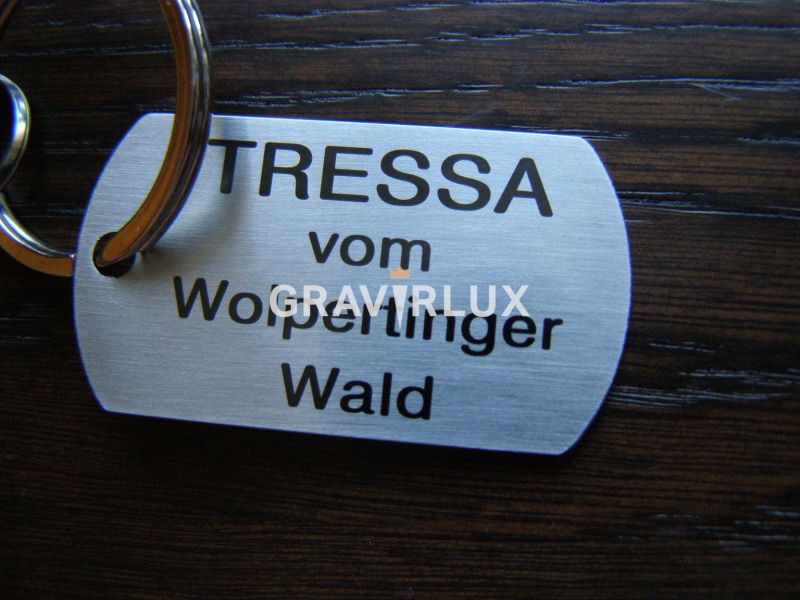 TRESSA
vom
Wolpertinger
GRAVIRLUX
Wald